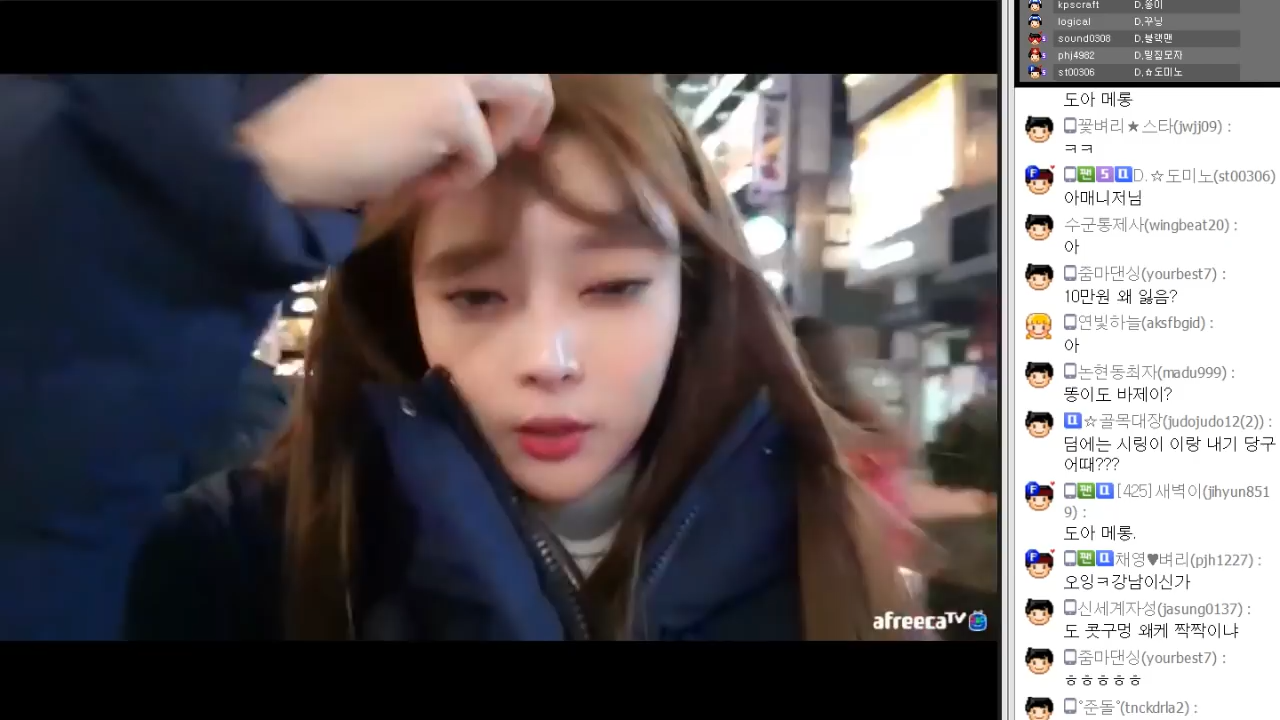 kpscraft D,쫑이
logical D,꾸닝
sound0308 D,블랙맨
phj4982 D,밀짚모자
st00306 D,☆도미노
도아 메롱
꽃벼리★스타(jwjj09) :
ㅋㅋ
팬 S D.☆도미노(st00306)
아매니저님
수군통제사(wingbeat20) :
아
줌마댄싱(yourbest7) :
10만원 왜 잃음?
연빛하늘(aksfbgid) :
아
논현동최자(madu999) :
똥이도 바제이?
☆골목대장(judojudo12(2)) :
딤에는 시링이 이랑 내기 당구
어때???
팬 [425]새벽이(jihyun851
9) :
도아 메롱.
팬 채영♥벼리(pjh1227) :
오잉ㅋ강남이신가
신세계자성(jasung0137) :
도 콧구멍 왜케 짝짝이냐
줌마댄싱(yourbest7) :
ㅎㅎㅎㅎㅎ
°준돌°(tnckdrla2) :
afreecaTV